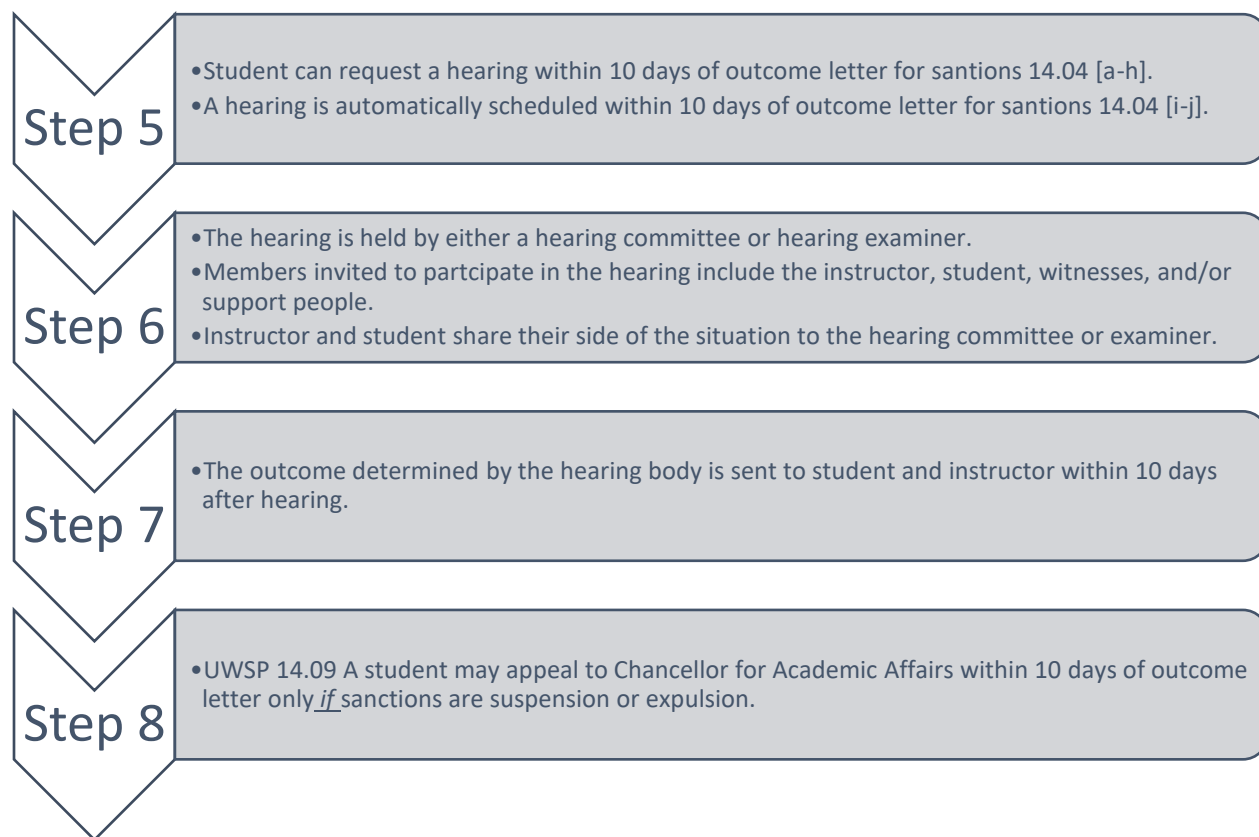 Step 5
•Student can request a hearing within 10 days of outcome letter for santions 14.04 [a-h].
•A hearing is automatically scheduled within 10 days of outcome letter for santions 14.04 [i-j].
Step 6
•The hearing is held by either a hearing committee or hearing examiner.
•Members invited to partcipate in the hearing include the instructor, student, witnesses, and/or
support people.
•Instructor and student share their side of the situation to the hearing committee or examiner.
Step 7
•The outcome determined by the hearing body is sent to student and instructor within 10 days
after hearing.
Step 8
•UWSP 14.09 A student may appeal to Chancellor for Academic Affairs within 10 days of outcome
letter only if sanctions are suspension or expulsion.